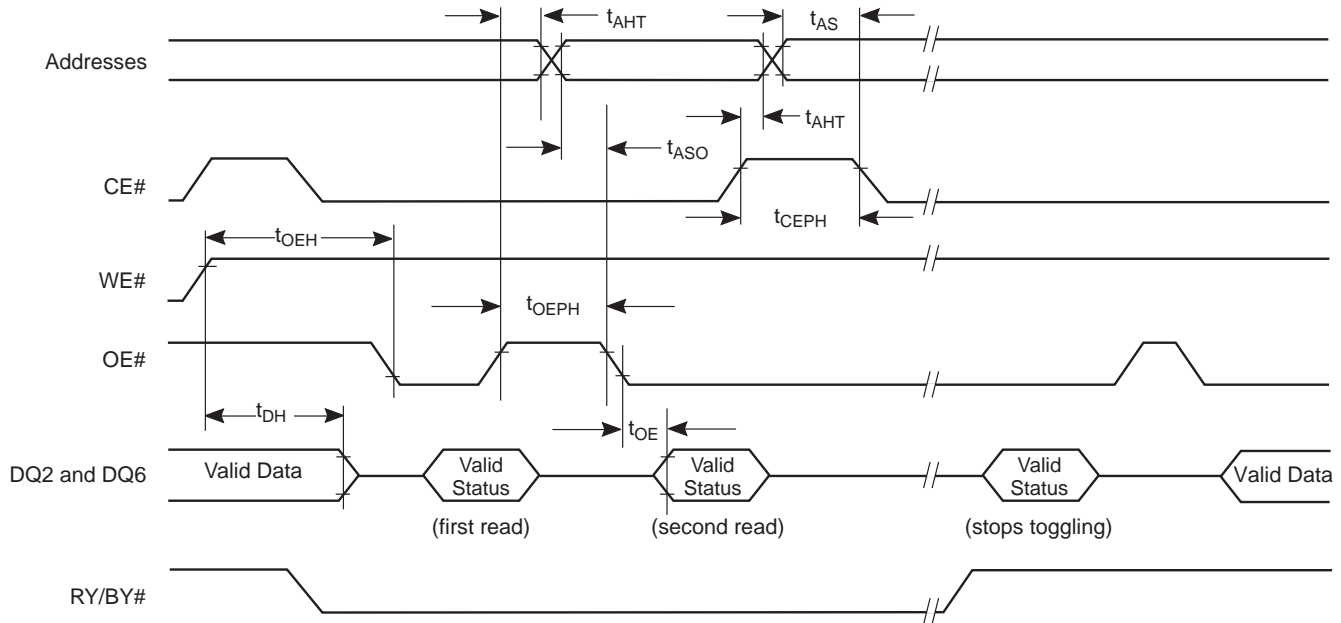 tAHT
tAS
Addresses
tAHT
tASO
CE#
tCEPH
tOEH
WE#
tOEPH
OE#
tDH
tOE
DQ2 and DQ6
Valid Data
Valid
Status
Valid
Status
Valid
Status
Valid Data
(first read)
(second read)
(stops toggling)
RY/BY#